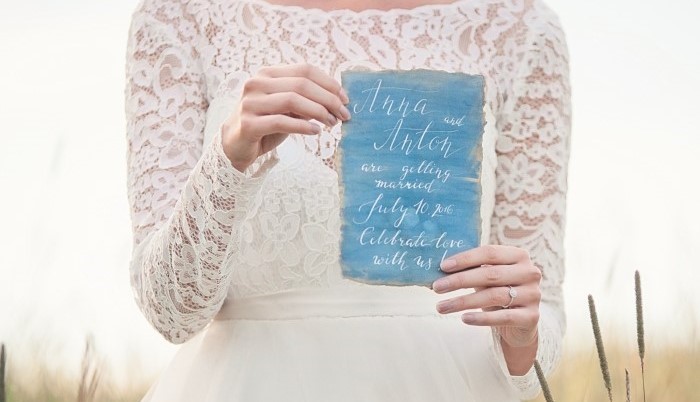 Anna
and
Anton
are getting
married
July 10 2016
Celebrate love
with us!